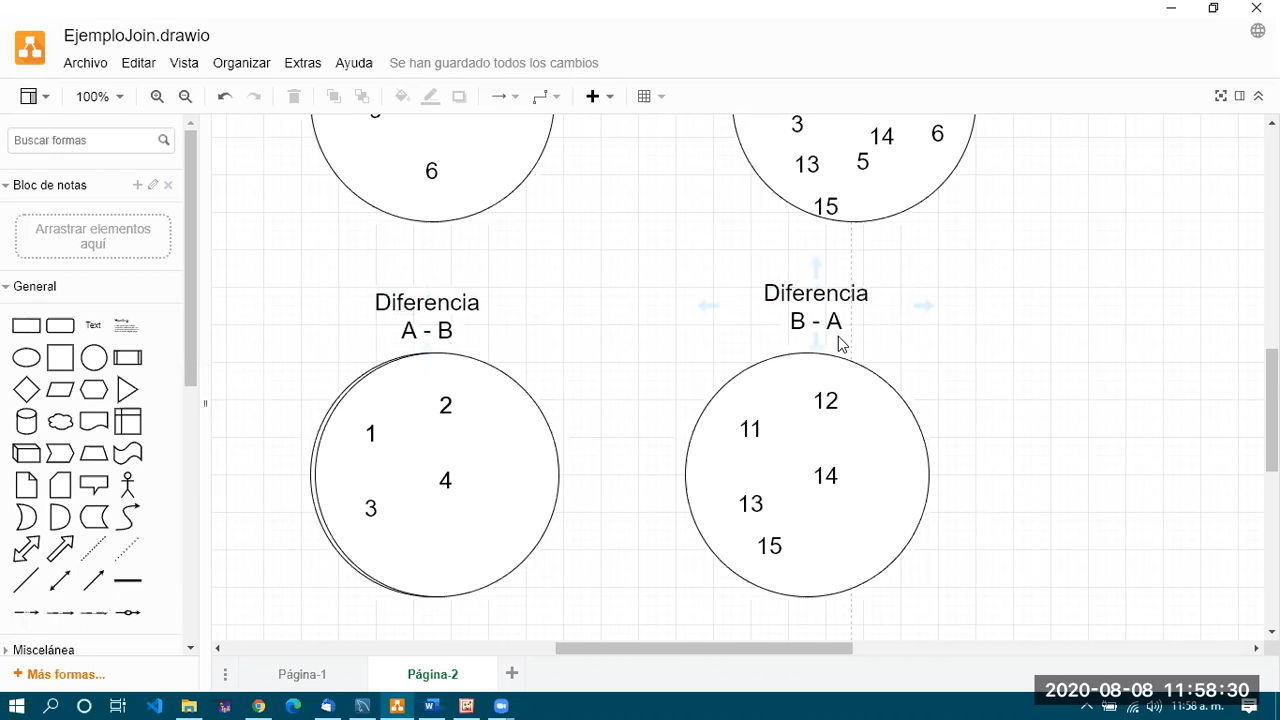 EjemploJoin.drawio
Archivo Editar Vista Organizar Extras Ayuda Se han guardado todos los cambios
100%
Buscar formas
Bloc de notas
Arrastrar elementos
aquí
General
Text
Miscelánea
+ Más formas...
6
3
14
6
13
5
15
Diferencia
A - B
2
1
4
3
Diferencia
B - A
12
11
14
13
15
Página-1 Página-2
2020-08-08 11:58:30
11:58 a. m.